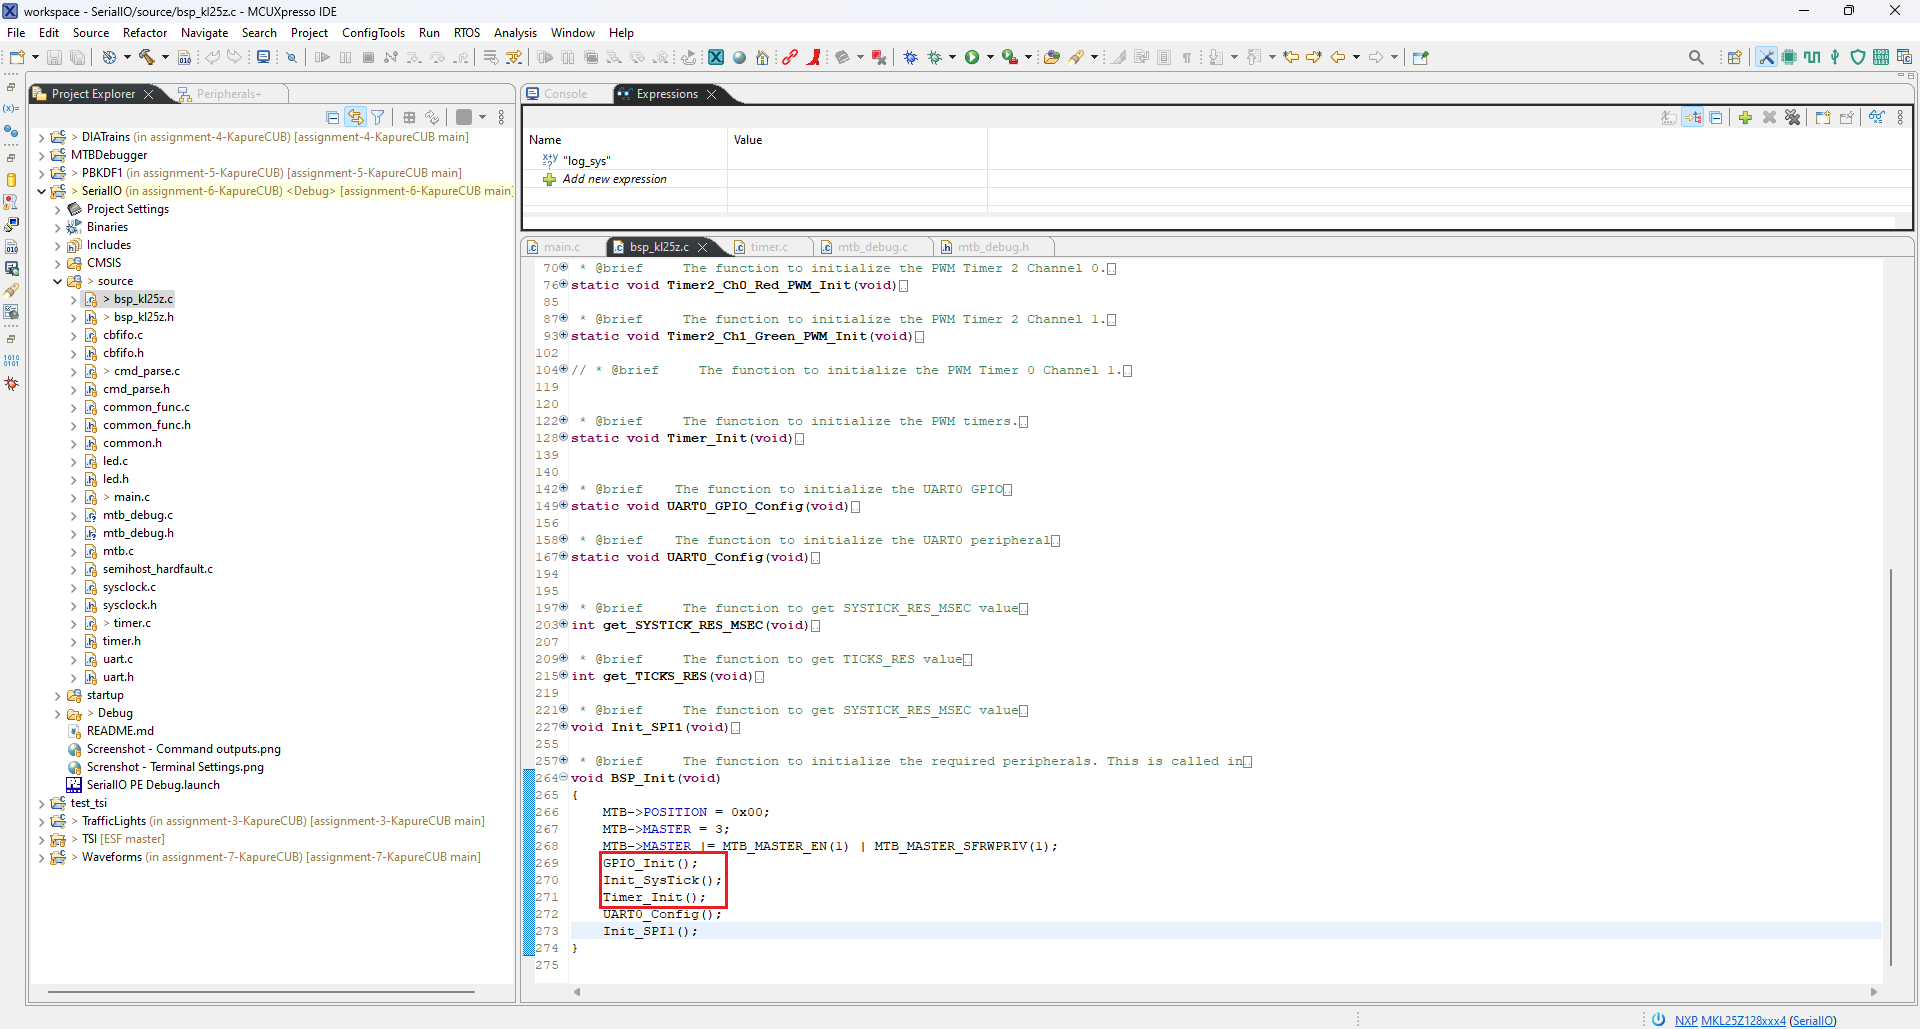 workspace - SerialIO/source/bsp_kl25z.c - MCUXpresso IDE
File Edit Source Refactor Navigate Search Project ConfigTools Run RTOS Analysis Window Help
Project Explorer
Peripherals+
> DIATrains (in assignment-4-KapureCUB) [assignment-4-KapureCUB main]
MTBDebugger
> PBKDF1 (in assignment-5-KapureCUB) [assignment-5-KapureCUB main]
> SerialIO (in assignment-6-KapureCUB) <Debug> [assignment-6-KapureCUB main]
Project Settings
Binaries
Includes
CMSIS
> source
> bsp_kl25z.c
> bsp_kl25z.h
cbfifo.c
cbfifo.h
> cmd_parse.c
cmd_parse.h
common_func.c
common_func.h
common.h
led.c
led.h
> main.c
mtb_debug.c
mtb_debug.h
mtb.c
semihost_hardfault.c
sysclock.c
sysclock.h
> timer.c
timer.h
uart.c
uart.h
startup
> Debug
README.md
Screenshot - Command outputs.png
Screnshot - Terminal Settings.png
SerialIO PE Debug.launch
test_tsi
> TrafficLights (in assignment-3-KapureCUB) [assignment-3-KapureCUB main]
> TSI [ESF master]
> Waveforms (in assignment-7-KapureCUB) [assignment-7-KapureCUB main]
Console
Expressions
Name Value
"log_sys"
Add new expression
main.c bsp_kl25z.c timer.c mtb_debug.c mtb_debug.h
70 * @brief The function to initialize the PWM Timer 2 Channel 0.
76 static void Timer2_Ch0_Red_PWM_Init(void)
85
87 * @brief The function to initialize the PWM Timer 2 Channel 1.
93 static void Timer2_Ch1_Green_PWM_Init(void)
102
104 // * @brief The function to initialize the PWM Timer 0 Channel 1.
119
120
122 * @brief The function to initialize the PWM timers.
128 static void Timer_Init(void)
139
140
142 * @brief The function to initialize the UART0 GPIO
149 static void UART0_GPIO_Config(void)
156
158 * @brief The function to initialize the UART0 peripheral
167 static void UART0_Config(void)
194
195
197 * @brief The function to get SYSTICK_RES_MSEC value
203 int get_SYSTICK_RES_MSEC(void)
207
209 * @brief The function to get TICKS_RES value
215 int get_TICKS_RES(void)
219
221 * @brief The function to get SYSTICK_RES_MSEC value
227 void Init_SPI1(void)
255
257 * @brief The function to initialize the required peripherals. This is called in
264 void BSP_Init(void)
265 {
266 MTB->POSITION = 0x00;
267 MTB->MASTER = 3;
268 MTB->MASTER |= MTB_MASTER_EN(1) | MTB_MASTER_SFRWPRIV(1);
269 GPIO_Init();
270 Init_SysTick();
271 Timer_Init();
272 UART0_Config();
273 Init_SPI1();
274 }
275
NXP MKL25Z128xxx4 (SerialIO)